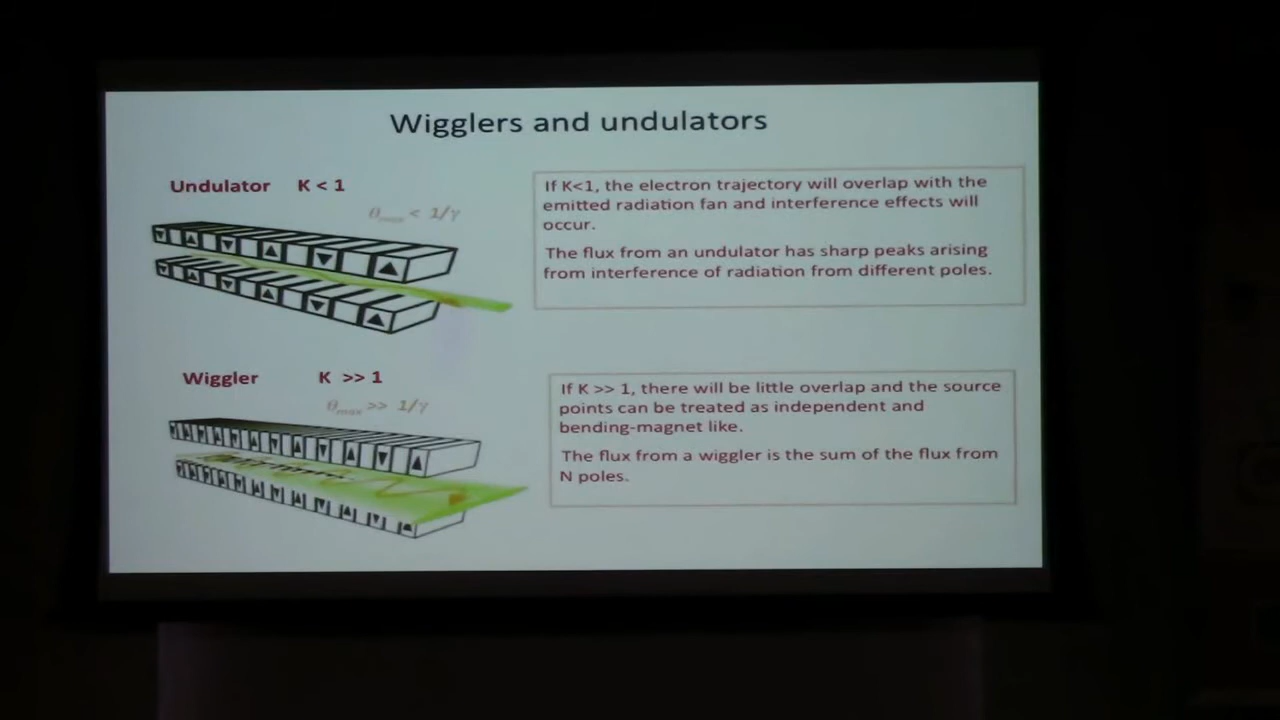 Wigglers and undulators
Undulator K < 1
θmax < 1/γ
If K<1, the electron trajectory will overlap with the
emitted radiation fan and interference effects will
occur.
The flux from an undulator has sharp peaks arising
from interference of radiation from different poles.
Wiggler K >> 1
θmax >> 1/γ
If K >> 1, there will be little overlap and the source
points can be treated as independent and
bending-magnet like.
The flux from a wiggler is the sum of the flux from
N poles.